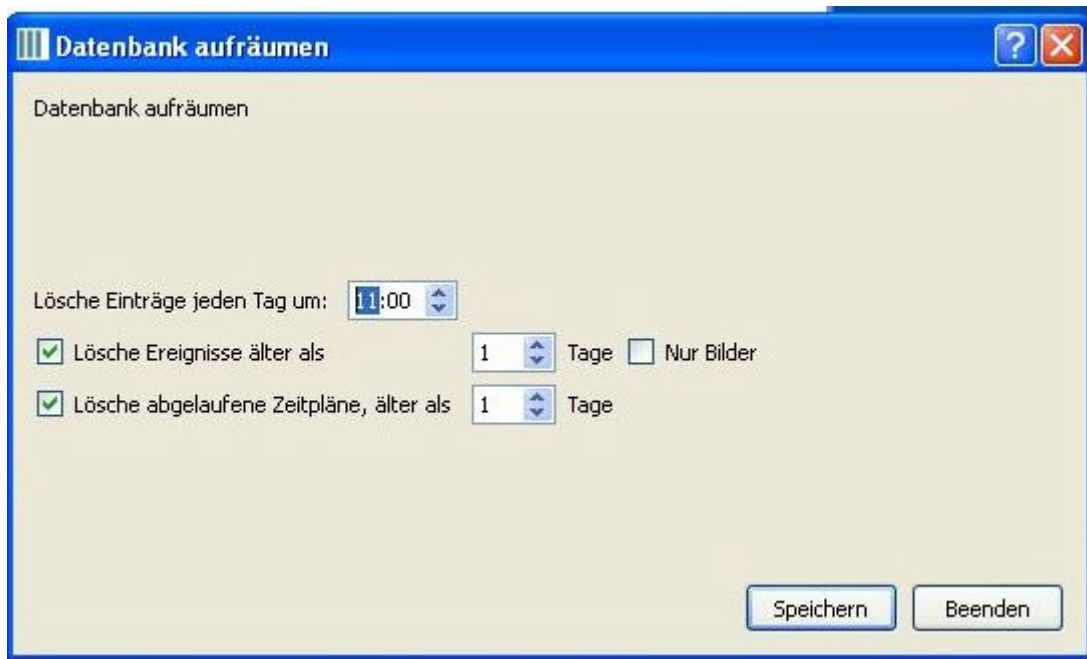 Datenbank aufräumen
Datenbank aufräumen
Lösche Einträge jeden Tag um: 11:00
Lösche Ereignisse älter als 1 Tage Nur Bilder
Lösche abgelaufene Zeitpläne, älter als 1 Tage
Speichern Beenden